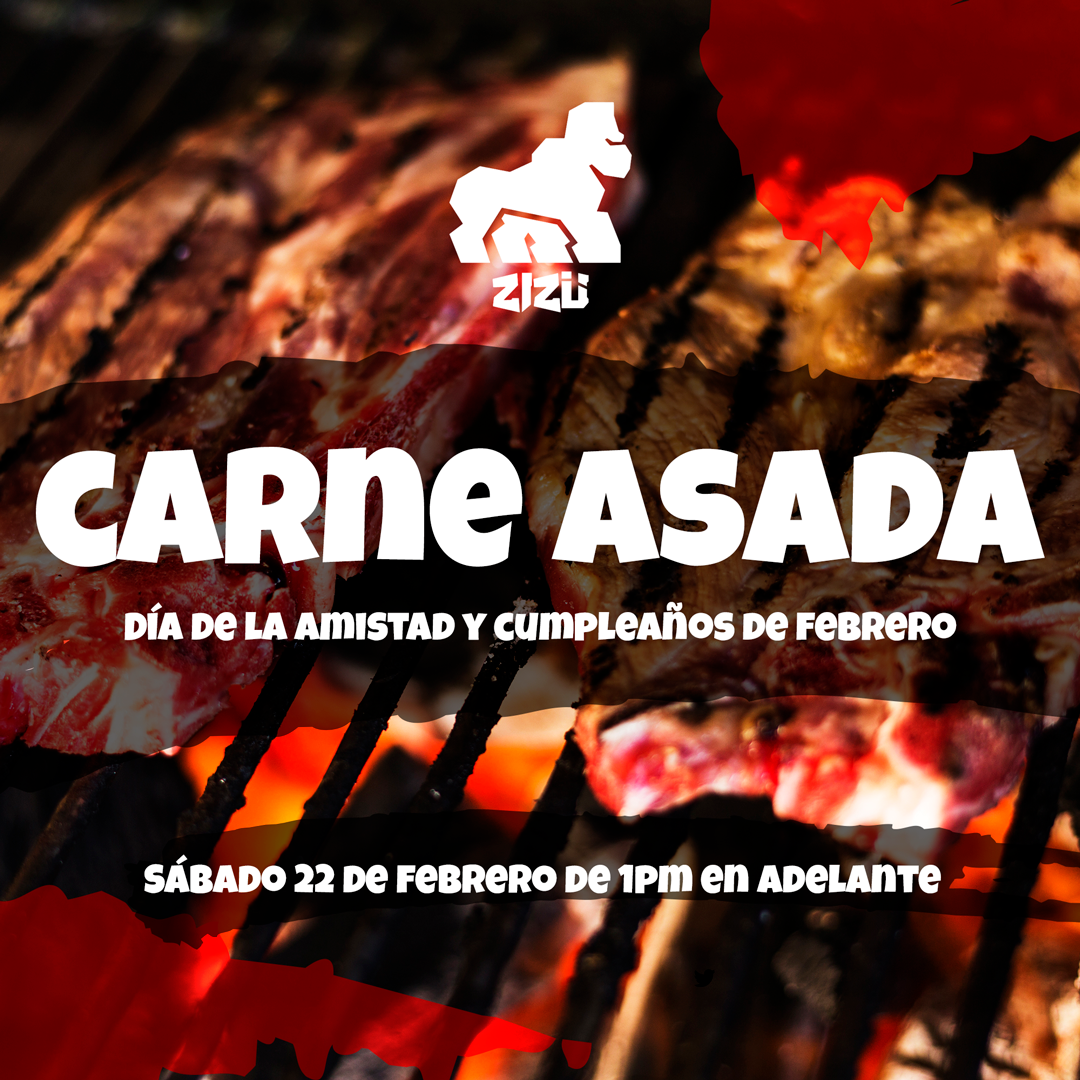 ZIZÜ
CARNE ASADA
DÍA DE LA AMISTAD Y CUMPLEAÑOS DE FEBRERO
SÁBADO 22 DE FEBRERO DE 1PM EN ADELANTE